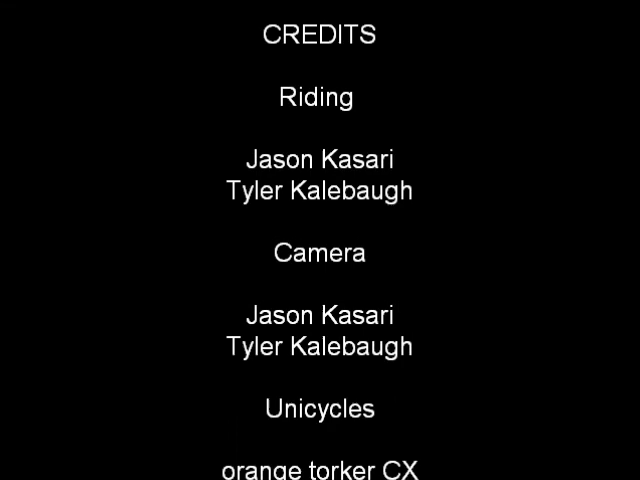 CREDITS
Riding
Jason Kasari
Tyler Kalebaugh
Camera
Jason Kasari
Tyler Kalebaugh
Unicycles
orange torker CX